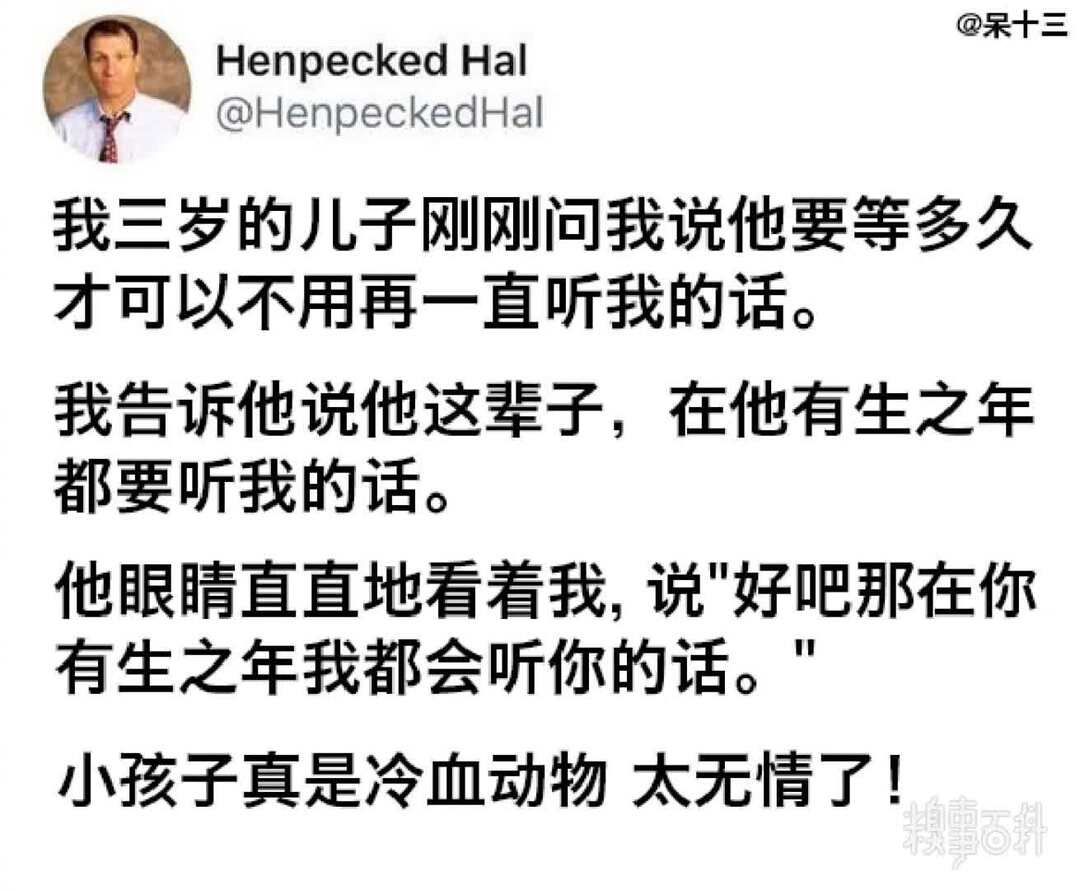 @呆十三
Henpecked Hal
@HenpeckedHal
我三岁的儿子刚刚问我说他要等多久
才可以不用再一直听我的话。
我告诉他说他这辈子，在他有生之年
都要听我的话。
他眼睛直直地看着我, 说"好吧那在你
有生之年我都会听你的话。"
小孩子真是冷血动物 太无情了！
糗事百科